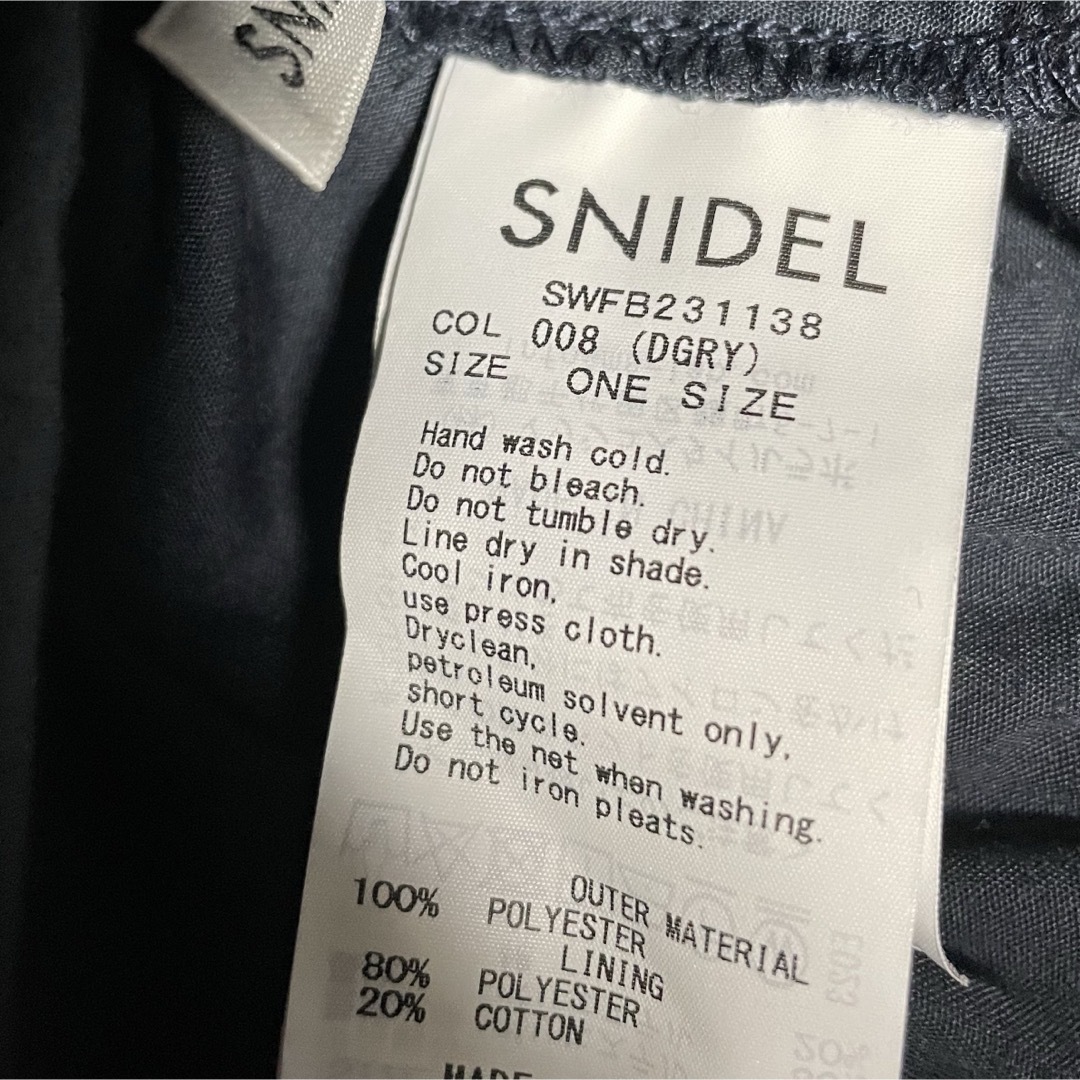 SNIDEL
SWFB231138
COL 008 (DGRY)
SIZE ONE SIZE
Hand wash cold.
Do not bleach.
Do not tumble dry.
Line dry in shade.
Cool iron,
use press cloth.
Dryclean,
petroleum solvent only,
short cycle.
Use the net when washing.
Do not iron pleats.
OUTER MATERIAL
100% POLYESTER
LINING
80% POLYESTER
20% COTTON
MADE